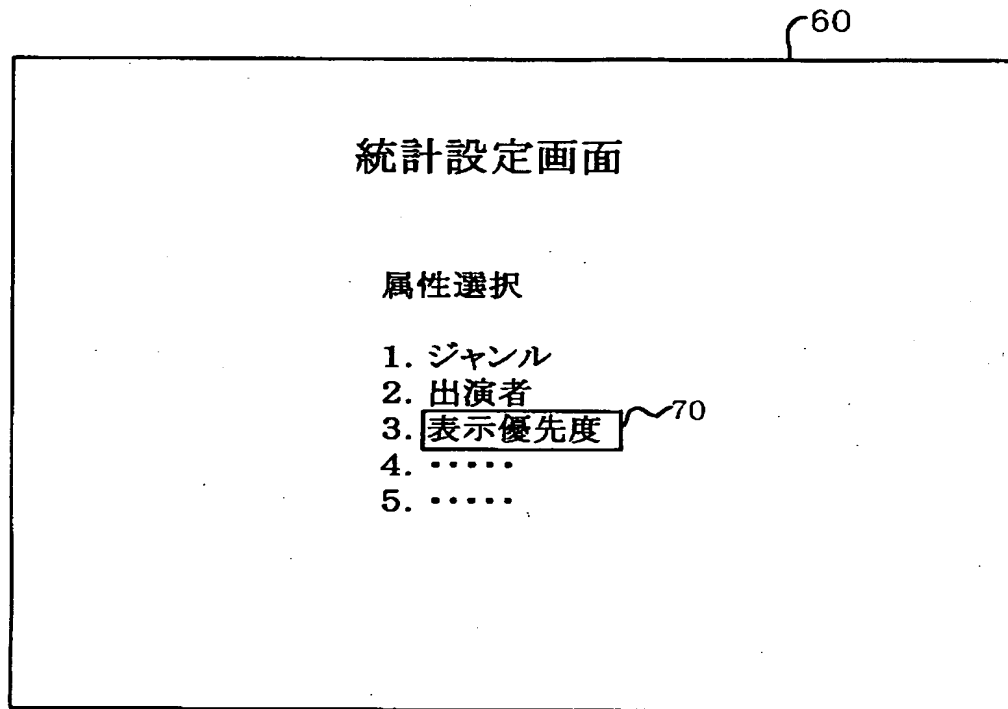 60
統計設定画面
属性選択
1. ジャンル
2. 出演者
3. 表示優先度 70
4. ・・・・・
5. ・・・・・